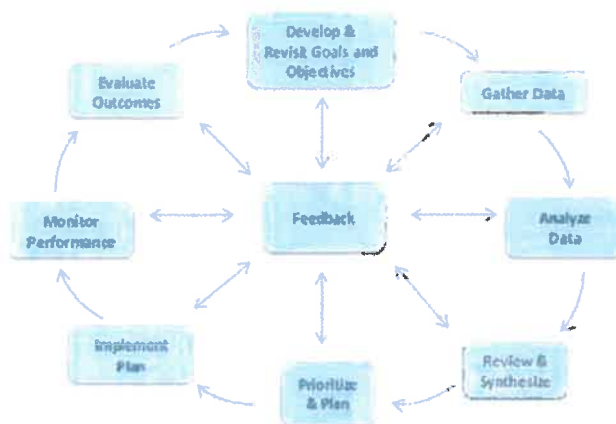 Develop &
Revisit Goals and
Objectives
Gather Data
Analyze
Data
Review &
Synthesize
Prioritize
& Plan
Implement
Plan
Monitor
Performance
Evaluate
Outcomes
Feedback